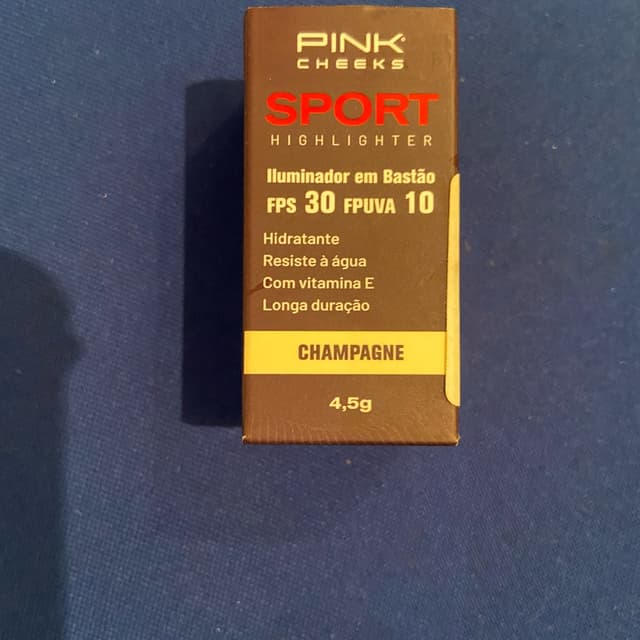 PINK
CHEEKS
SPORT
HIGHLIGHTER
Iluminador em Bastão
FPS 30 FPUVA 10
Hidratante
Resiste à água
Com vitamina E
Longa duração
CHAMPAGNE
4,5g